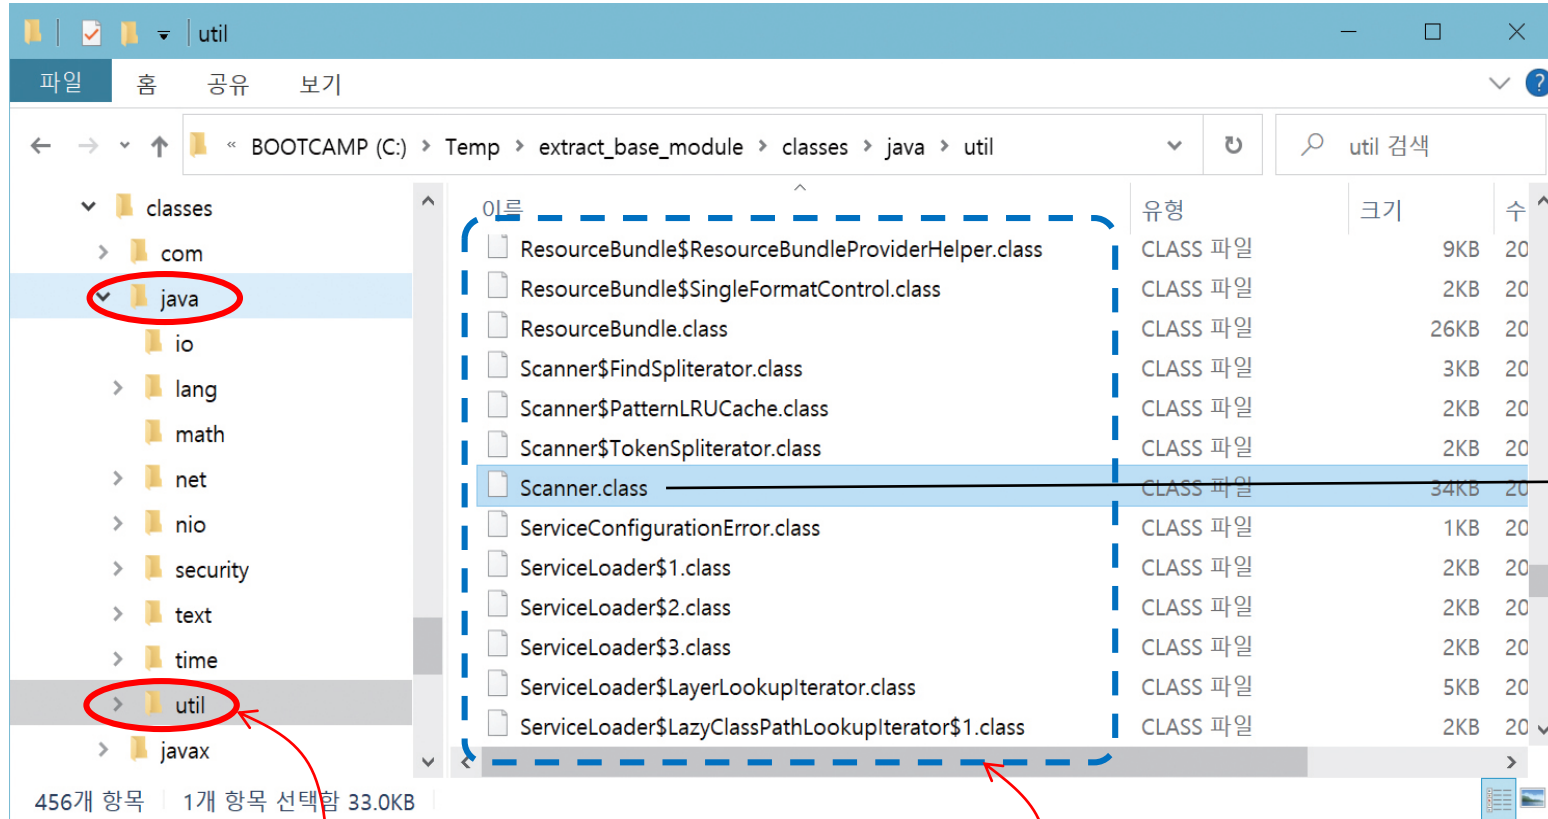 util
파일 홈 공유 보기
?
« BOOTCAMP (C:) > Temp > extract_base_module > classes > java > util
util 검색
classes
com
java
io
lang
math
net
nio
security
text
time
util
javax
이름 유형 크기 수
ResourceBundle$ResourceBundleProviderHelper.class CLASS 파일 9KB 20
ResourceBundle$SingleFormatControl.class CLASS 파일 2KB 20
ResourceBundle.class CLASS 파일 26KB 20
Scanner$FindSpliterator.class CLASS 파일 3KB 20
Scanner$PatternLRUCache.class CLASS 파일 2KB 20
Scanner$TokenSpliterator.class CLASS 파일 2KB 20
Scanner.class CLASS 파일 34KB 20
ServiceConfigurationError.class CLASS 파일 1KB 20
ServiceLoader$1.class CLASS 파일 2KB 20
ServiceLoader$2.class CLASS 파일 2KB 20
ServiceLoader$3.class CLASS 파일 2KB 20
ServiceLoader$LayerLookupIterator.class CLASS 파일 5KB 20
ServiceLoader$LazyClassPathLookupIterator$1.class CLASS 파일 2KB 20
456개 항목 1개 항목 선택함 33.0KB